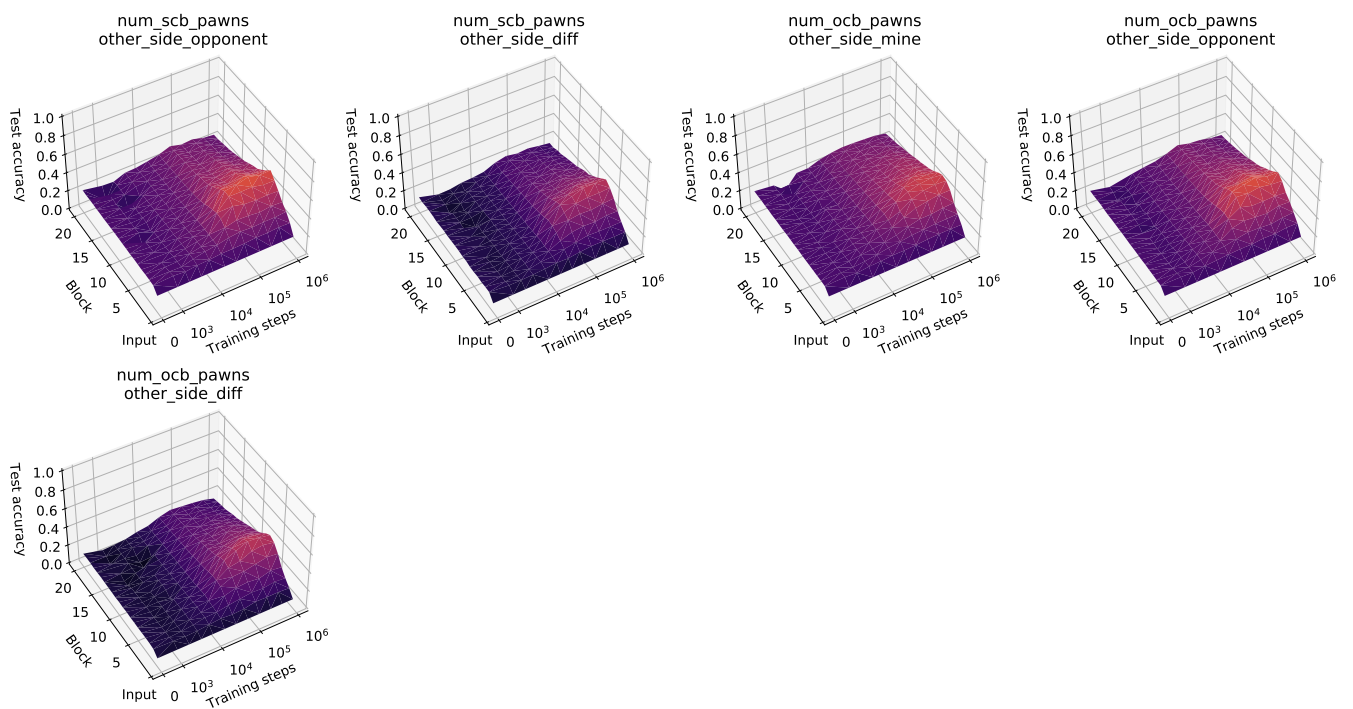 num_scb_pawns
other_side_opponent
1.0
0.8
0.6
0.4
0.2
0.0
Test accuracy
20
15
10
5
Input
Block
0
10³
10⁴
10⁵
10⁶
Training steps
num_scb_pawns
other_side_diff
1.0
0.8
0.6
0.4
0.2
0.0
Test accuracy
20
15
10
5
Input
Block
0
10³
10⁴
10⁵
10⁶
Training steps
num_ocb_pawns
other_side_mine
1.0
0.8
0.6
0.4
0.2
0.0
Test accuracy
20
15
10
5
Input
Block
0
10³
10⁴
10⁵
10⁶
Training steps
num_ocb_pawns
other_side_opponent
1.0
0.8
0.6
0.4
0.2
0.0
Test accuracy
20
15
10
5
Input
Block
0
10³
10⁴
10⁵
10⁶
Training steps
num_ocb_pawns
other_side_diff
1.0
0.8
0.6
0.4
0.2
0.0
Test accuracy
20
15
10
5
Input
Block
0
10³
10⁴
10⁵
10⁶
Training steps